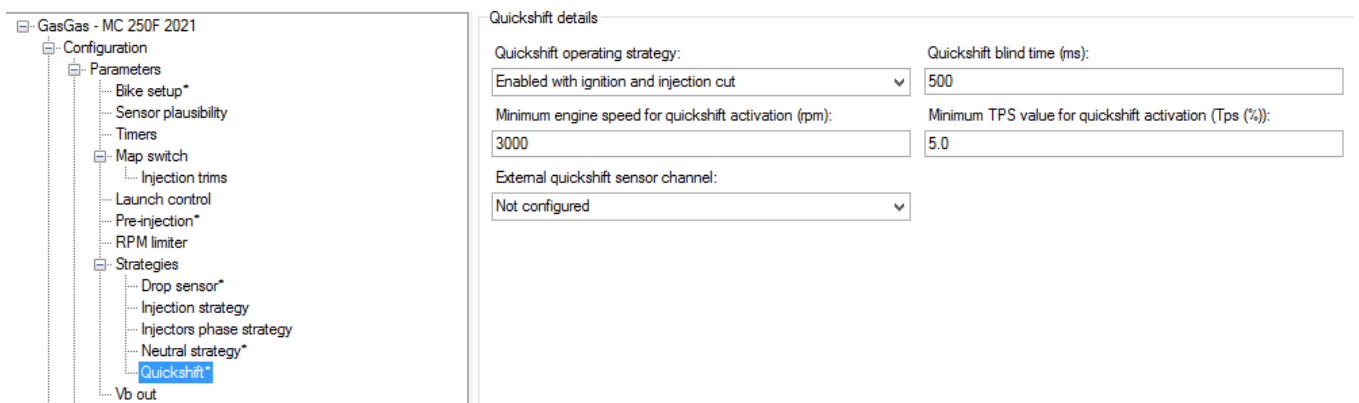 GasGas - MC 250F 2021
Configuration
Parameters
Bike setup*
Sensor plausibility
Timers
Map switch
Injection trims
Launch control
Pre-injection*
RPM limiter
Strategies
Drop sensor*
Injection strategy
Injectors phase strategy
Neutral strategy*
Quickshift*
Vb out
Quickshift details
Quickshift operating strategy:
Enabled with ignition and injection cut
Quickshift blind time (ms):
500
Minimum engine speed for quickshift activation (rpm):
3000
Minimum TPS value for quickshift activation (Tps (%)):
5.0
External quickshift sensor channel:
Not configured